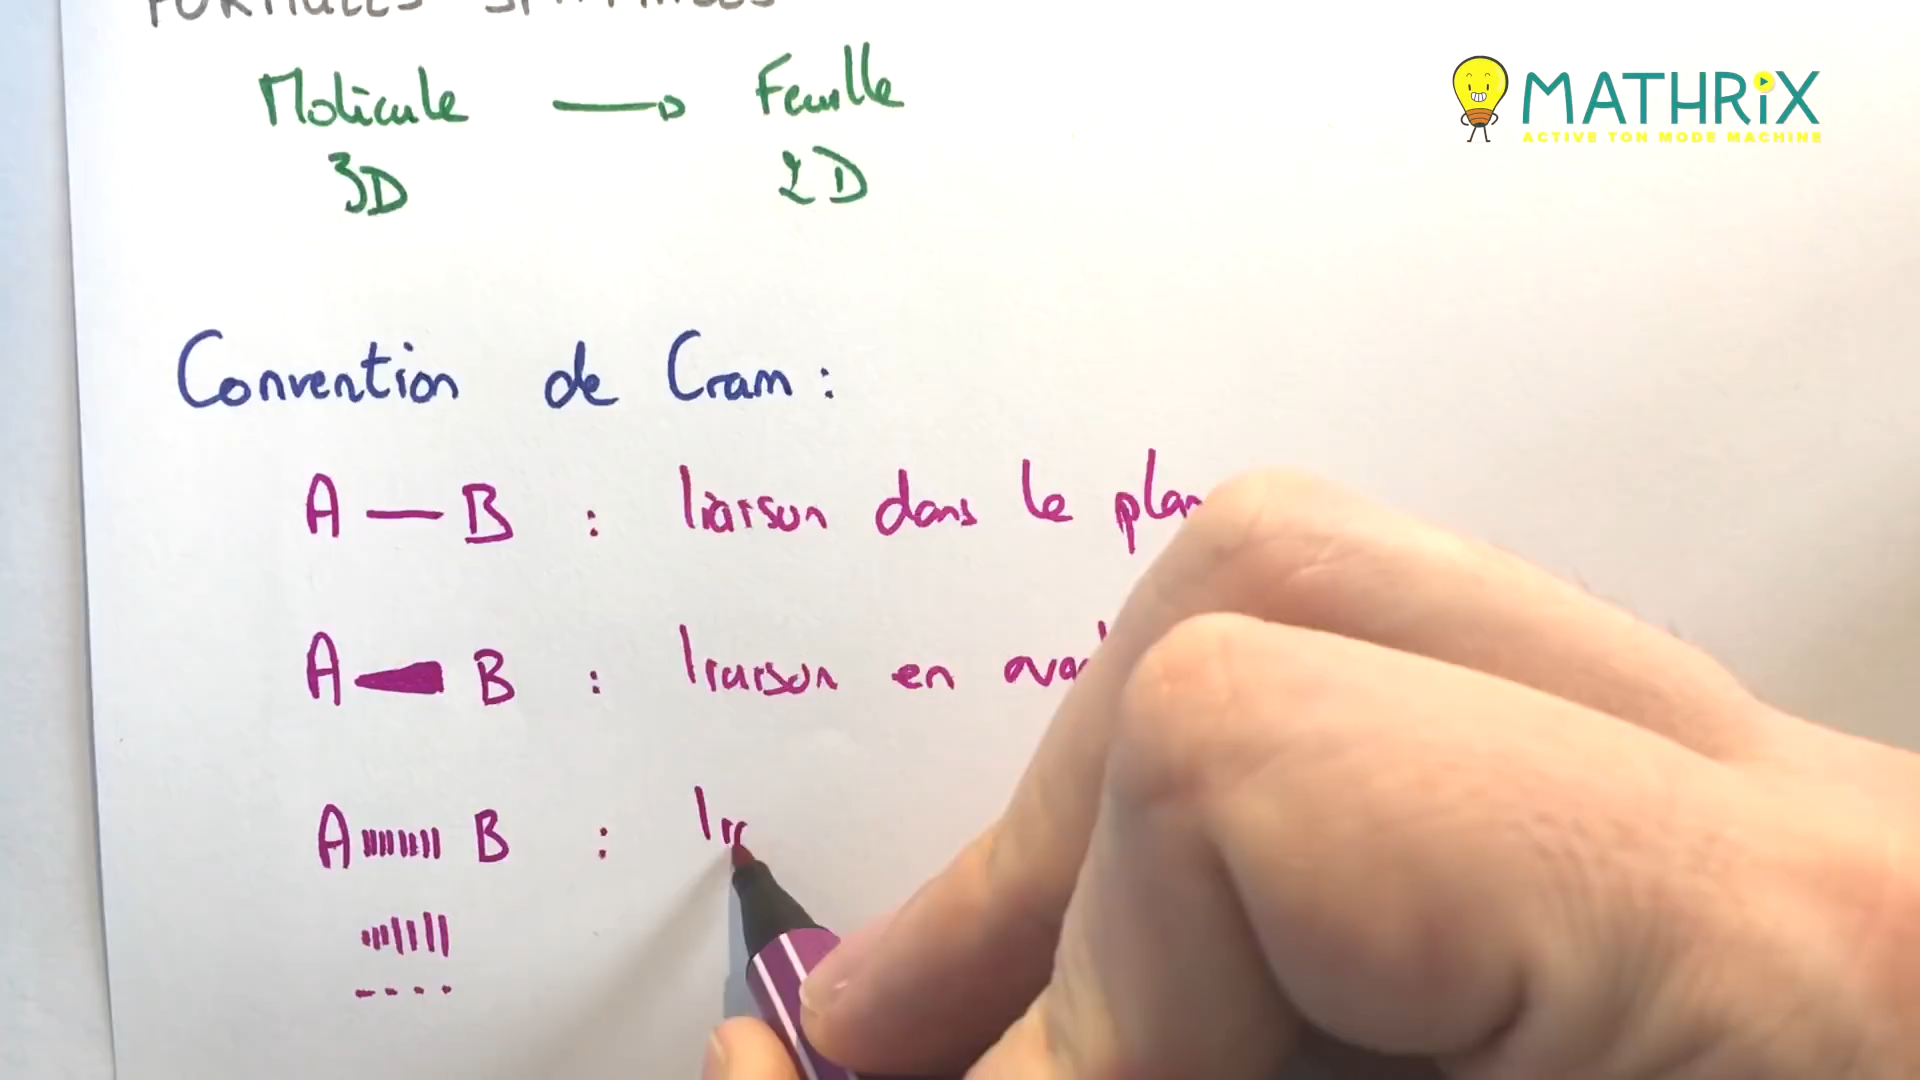 MATHRIX
ACTIVE TON MODE MACHINE
Molécule → Feuille
3D 2D
Convention de Cram :
A — B : liaison dans le plan
A B : liaison en ava
A B :